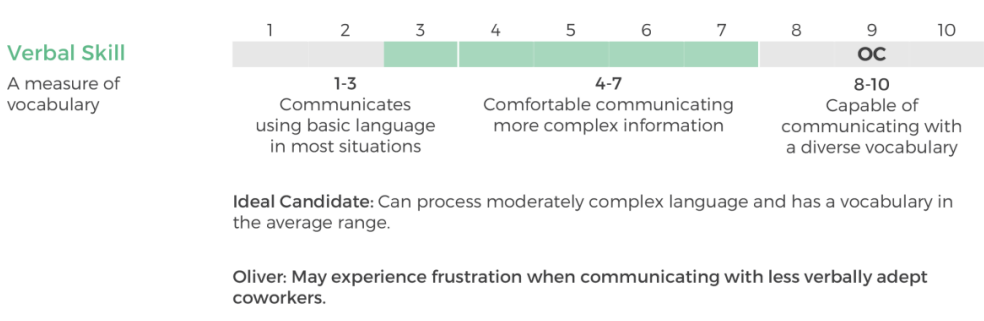 1 2 3 4 5 6 7 8 9 10
Verbal Skill
OC
A measure of
vocabulary
1-3
Communicates
using basic language
in most situations
4-7
Comfortable communicating
more complex information
8-10
Capable of
communicating with
a diverse vocabulary
Ideal Candidate: Can process moderately complex language and has a vocabulary in
the average range.
Oliver: May experience frustration when communicating with less verbally adept
coworkers.